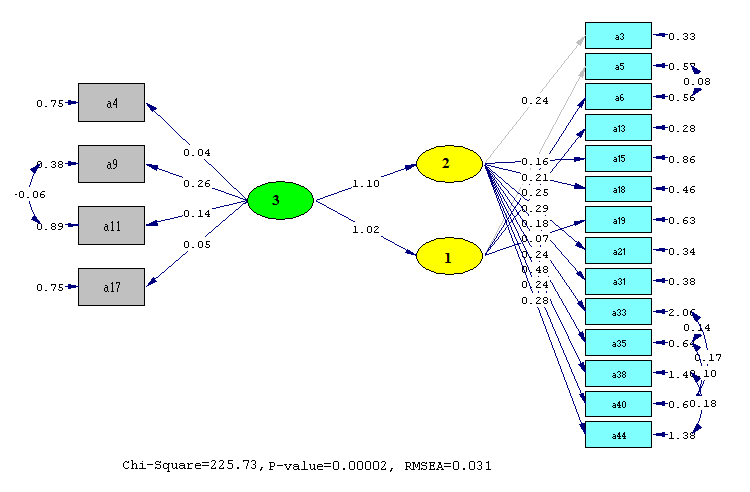 a3 0.33
a5 0.57
0.08
a6 0.56
0.24
0.75 a4
a13 0.28
0.04
0.38 a9
3
2
1
0.16
a15 0.86
0.26
1.10
0.21
a18 0.46
-0.06
0.25
0.14
0.29
a19 0.63
0.89 a11
0.18
1.02
0.07
0.05
0.24
a21 0.34
0.48
0.75 a17
0.24
a31 0.38
0.28
a33 2.06
0.14
a35 0.64
0.17
a38
0.10
a40
0.18
a44 1.38
Chi-Square=225.73, P-value=0.00002, RMSEA=0.031